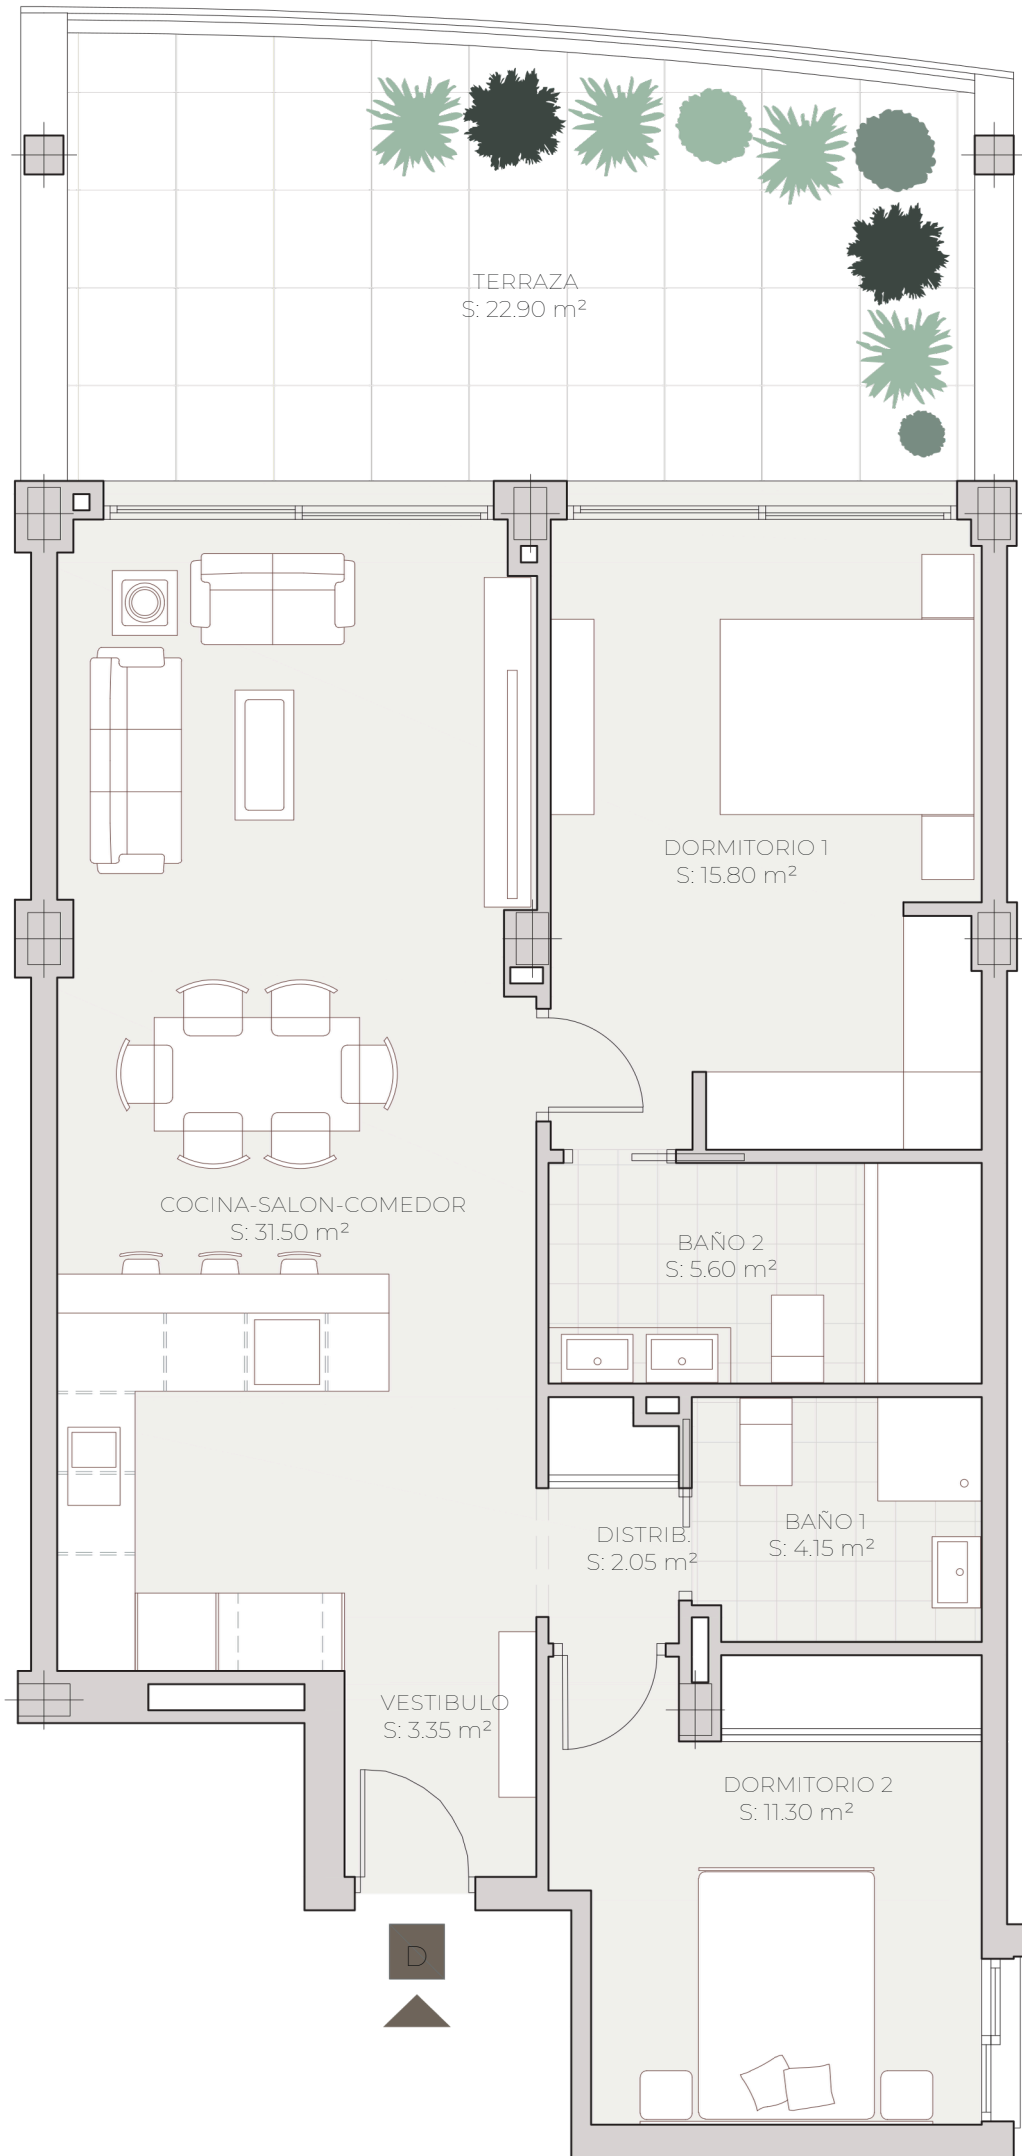 TERRAZA
S: 22.90 m²
DORMITORIO 1
S: 15.80 m²
COCINA-SALON-COMEDOR
S: 31.50 m²
BAÑO 2
S: 5.60 m²
DISTRIB.
S: 2.05 m²
BAÑO 1
S: 4.15 m²
VESTIBULO
S: 3.35 m²
DORMITORIO 2
S: 11.30 m²
D